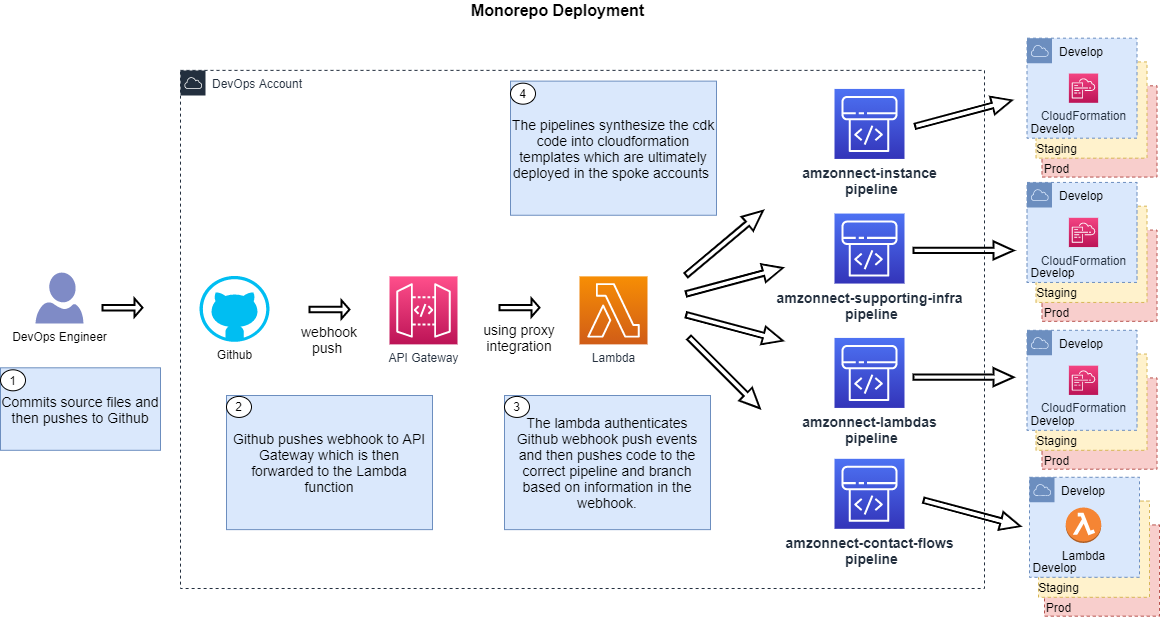 Monorepo Deployment
DevOps Account
4
The pipelines synthesize the cdk
code into cloudformation
templates which are ultimately
deployed in the spoke accounts
DevOps Engineer
1
Commits source files and
then pushes to Github
Github
webhook
push
2
Github pushes webhook to API
Gateway which is then
forwarded to the Lambda
function
API Gateway
using proxy
integration
Lambda
3
The lambda authenticates
Github webhook push events
and then pushes code to the
correct pipeline and branch
based on information in the
webhook.
amzonnect-instance
pipeline
amzonnect-supporting-infra
pipeline
amzonnect-lambdas
pipeline
amzonnect-contact-flows
pipeline
Develop
CloudFormation
Develop
Staging
Prod
Develop
CloudFormation
Develop
Staging
Prod
Develop
CloudFormation
Develop
Staging
Prod
Develop
Lambda
Develop
Staging
Prod